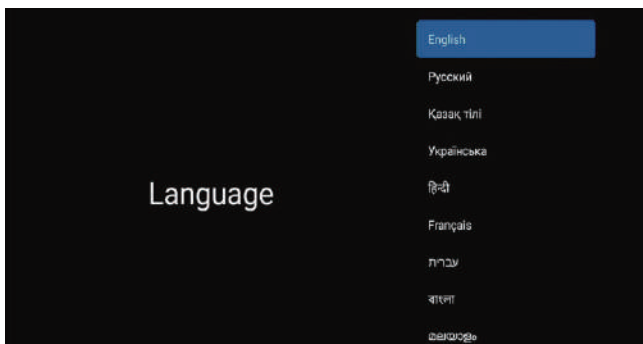 Language
English
Русский
Қазақ тілі
Українська
हिन्दी
Français
עברית
বাংলা
മലയാളം